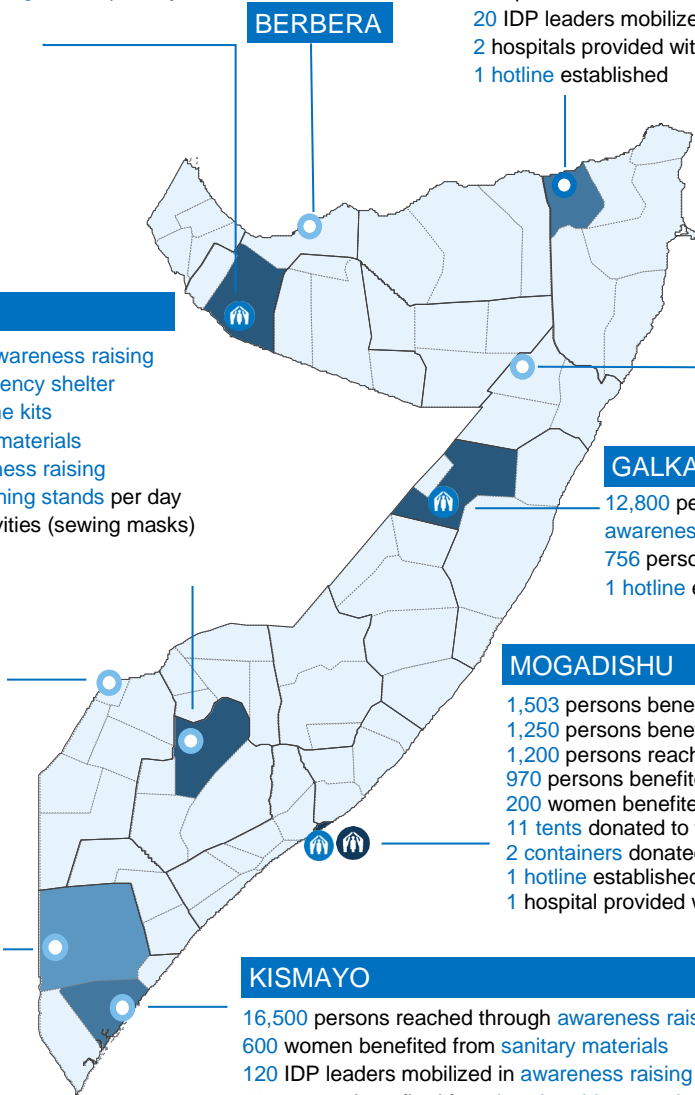 BERBERA
20 IDP leaders mobilize
2 hospitals provided wit
1 hotline established
wareness raising
ency shelter
e kits
materials
ness raising
ning stands per day
vities (sewing masks)
GALKA
12,800 pe
awarenes
756 perso
1 hotline e
MOGADISHU
1,503 persons bene
1,250 persons bene
1,200 persons reach
970 persons benefite
200 women benefite
11 tents donated to
2 containers donate
1 hotline established
1 hospital provided w
KISMAYO
16,500 persons reached through awareness rais
600 women benefited from sanitary materials
120 IDP leaders mobilized in awareness raising